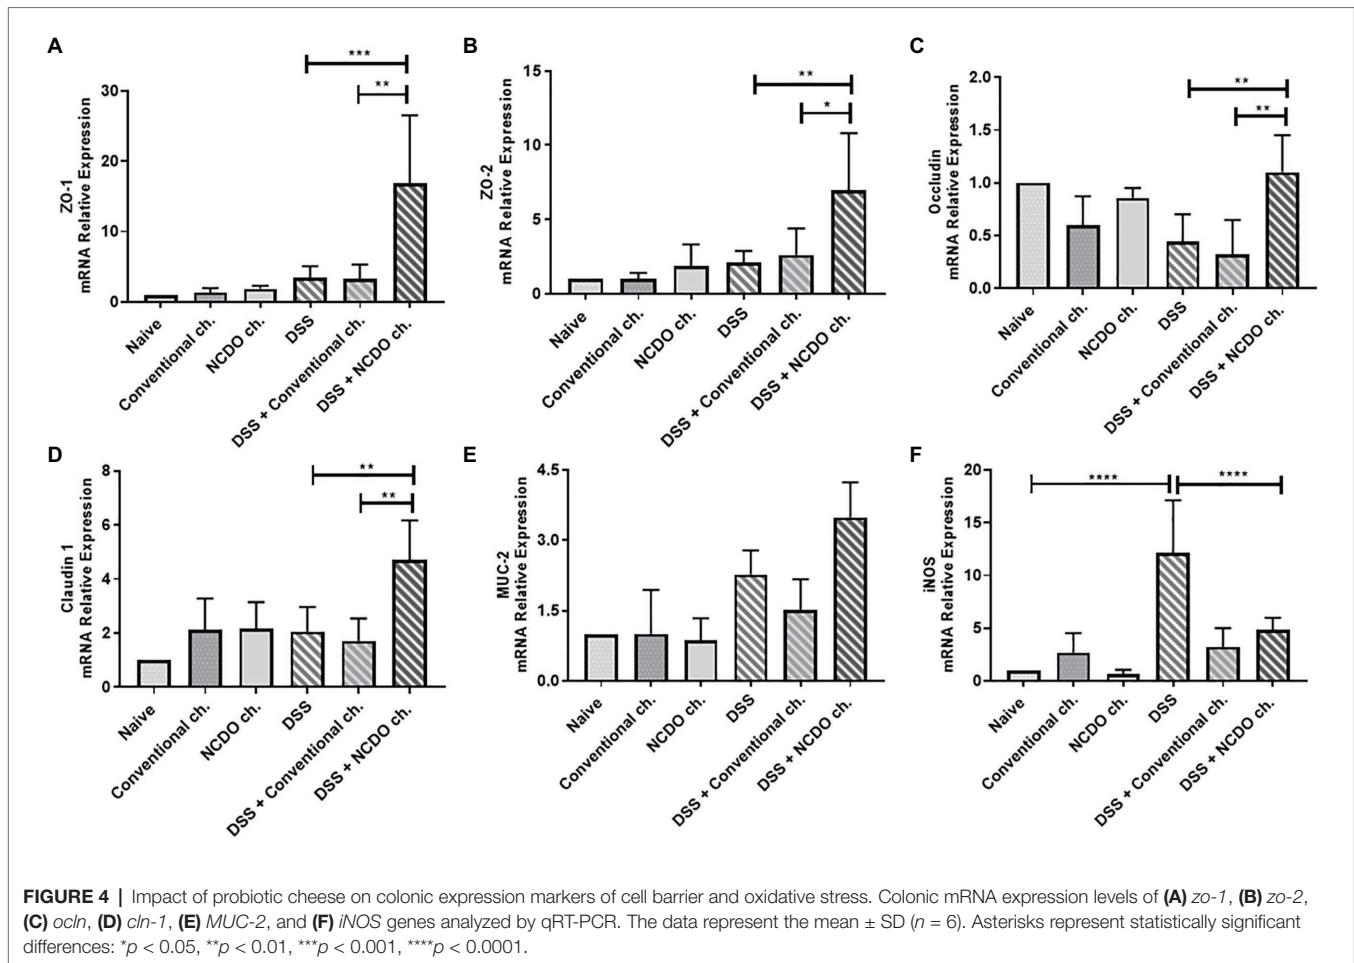 A
***
**
30
20
10
0
ZO-1
mRNA Relative Expression
Naive
Conventional ch.
NCDO ch.
DSS
DSS + Conventional ch.
DSS + NCDO ch.
B
**
*
15
10
5
0
ZO-2
mRNA Relative Expression
Naive
Conventional ch.
NCDO ch.
DSS
DSS + Conventional ch.
DSS + NCDO ch.
C
**
**
2.0
1.5
1.0
0.5
0.0
Occludin
mRNA Relative Expression
Naive
Conventional ch.
NCDO ch.
DSS
DSS + Conventional ch.
DSS + NCDO ch.
D
**
**
8
6
4
2
0
Claudin 1
mRNA Relative Expression
Naive
Conventional ch.
NCDO ch.
DSS
DSS + Conventional ch.
DSS + NCDO ch.
E
4.5
3.0
1.5
0.0
MUC-2
mRNA Relative Expression
Naive
Conventional ch.
NCDO ch.
DSS
DSS + Conventional ch.
DSS + NCDO ch.
F
****
****
20
15
10
5
0
iNOS
mRNA Relative Expression
Naive
Conventional ch.
NCDO ch.
DSS
DSS + Conventional ch.
DSS + NCDO ch.
FIGURE 4 | Impact of probiotic cheese on colonic expression markers of cell barrier and oxidative stress. Colonic mRNA expression levels of (A) zo-1, (B) zo-2,
(C) ocln, (D) cln-1, (E) MUC-2, and (F) iNOS genes analyzed by qRT-PCR. The data represent the mean ± SD (n = 6). Asterisks represent statistically significant
differences: *p < 0.05, **p < 0.01, ***p < 0.001, ****p < 0.0001.